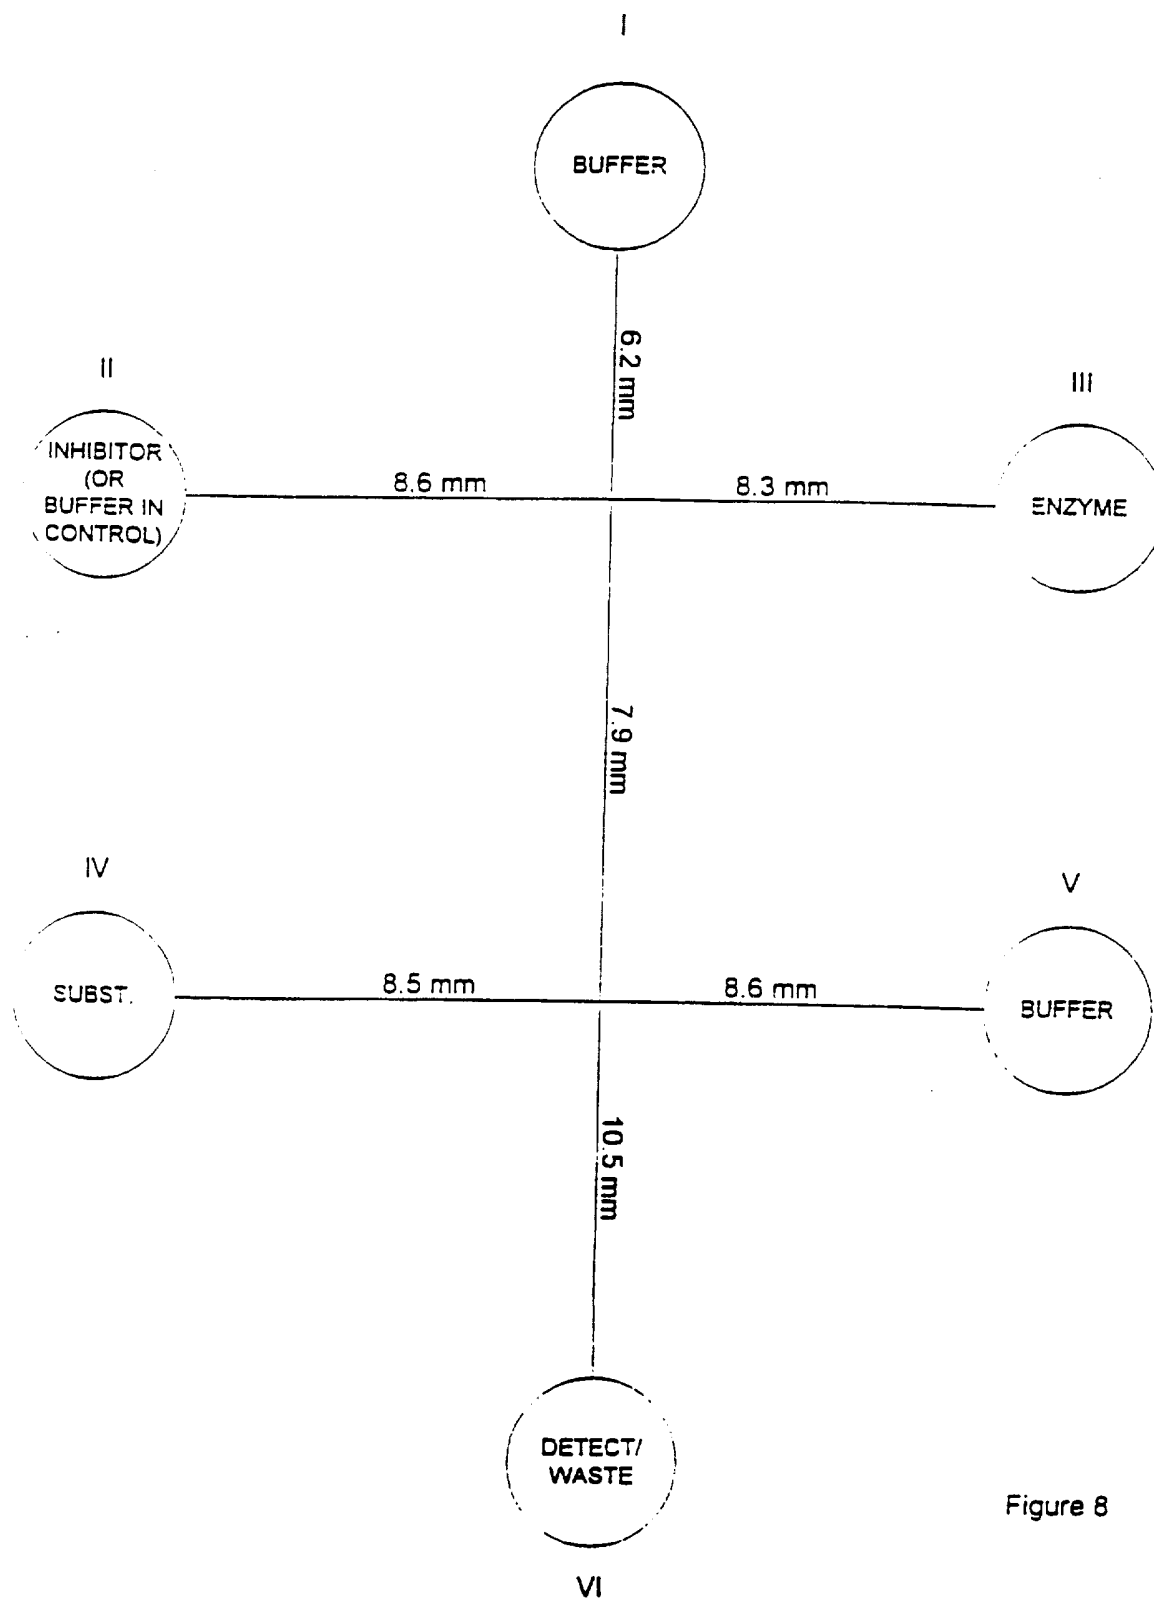 I
BUFFER
6.2 mm
II
III
INHIBITOR
(OR
BUFFER IN
CONTROL)
8.6 mm
8.3 mm
ENZYME
7.9 mm
IV
V
SUBST.
8.5 mm
8.6 mm
BUFFER
10.5 mm
DETECT/
WASTE
Figure 8
VI